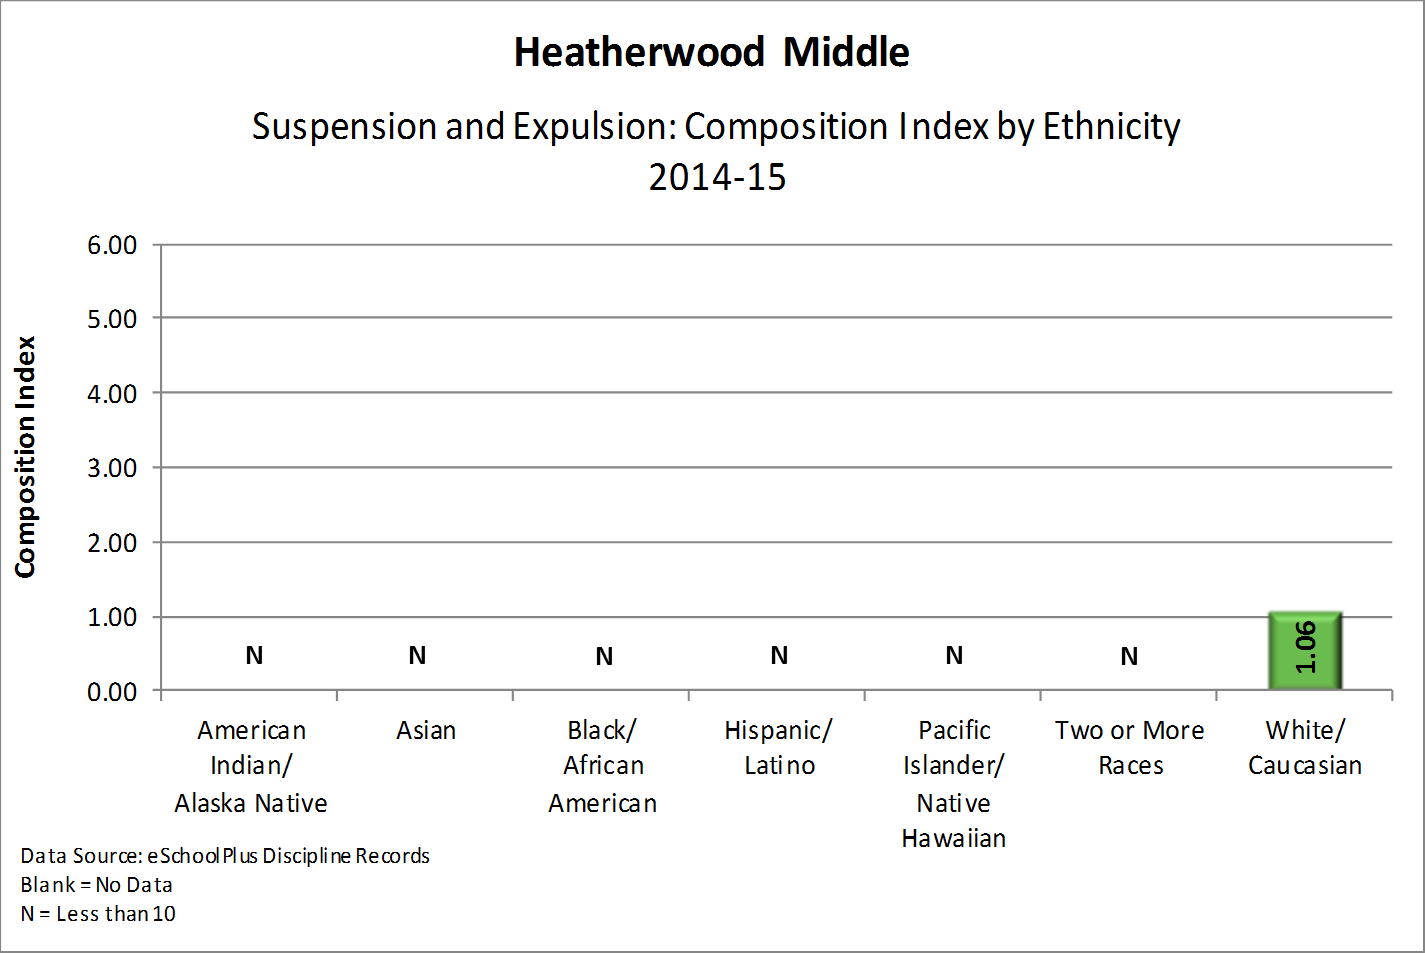 Heatherwood Middle
Suspension and Expulsion: Composition Index by Ethnicity
2014-15
Composition Index
6.00
5.00
4.00
3.00
2.00
1.00
0.00
N N N N N N 1.06
American Asian Black/ Hispanic/ Pacific Two or More White/
Indian/ African Latino Islander/ Races Caucasian
Alaska Native American Native
Hawaiian
Data Source: eSchoolPlus Discipline Records
Blank = No Data
N = Less than 10